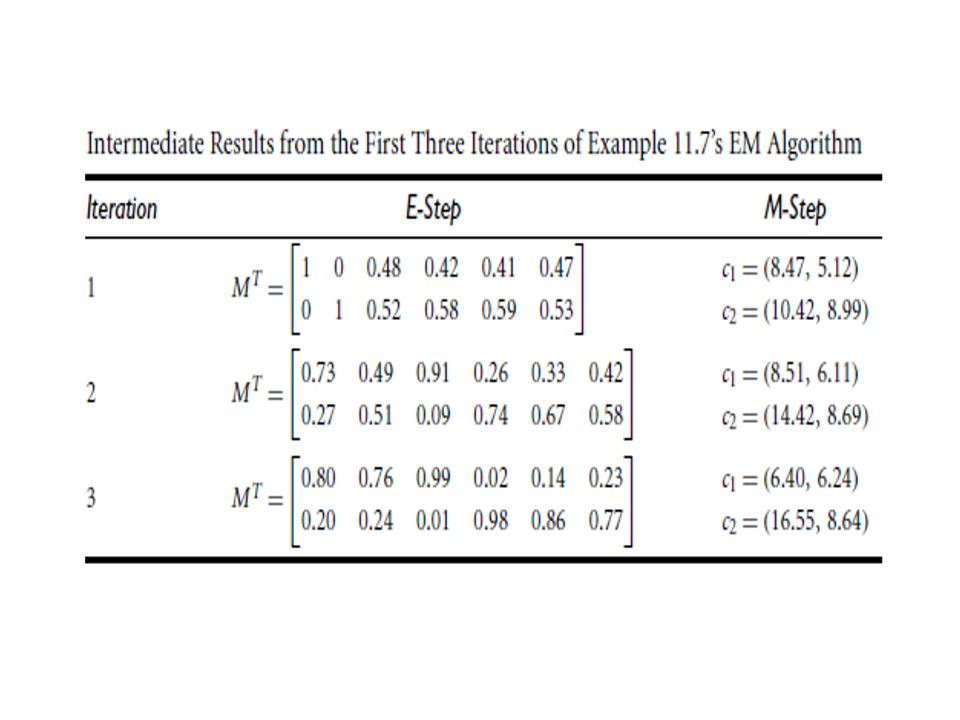 Intermediate Results from the First Three Iterations of Example 11.7's EM Algorithm
Iteration E-Step M-Step
1 Mᵀ = [1 0 0.48 0.42 0.41 0.47 c₁ = (8.47, 5.12)
0 1 0.52 0.58 0.59 0.53] c₂ = (10.42, 8.99)
2 Mᵀ = [0.73 0.49 0.91 0.26 0.33 0.42 c₁ = (8.51, 6.11)
0.27 0.51 0.09 0.74 0.67 0.58] c₂ = (14.42, 8.69)
3 Mᵀ = [0.80 0.76 0.99 0.02 0.14 0.23 c₁ = (6.40, 6.24)
0.20 0.24 0.01 0.98 0.86 0.77] c₂ = (16.55, 8.64)